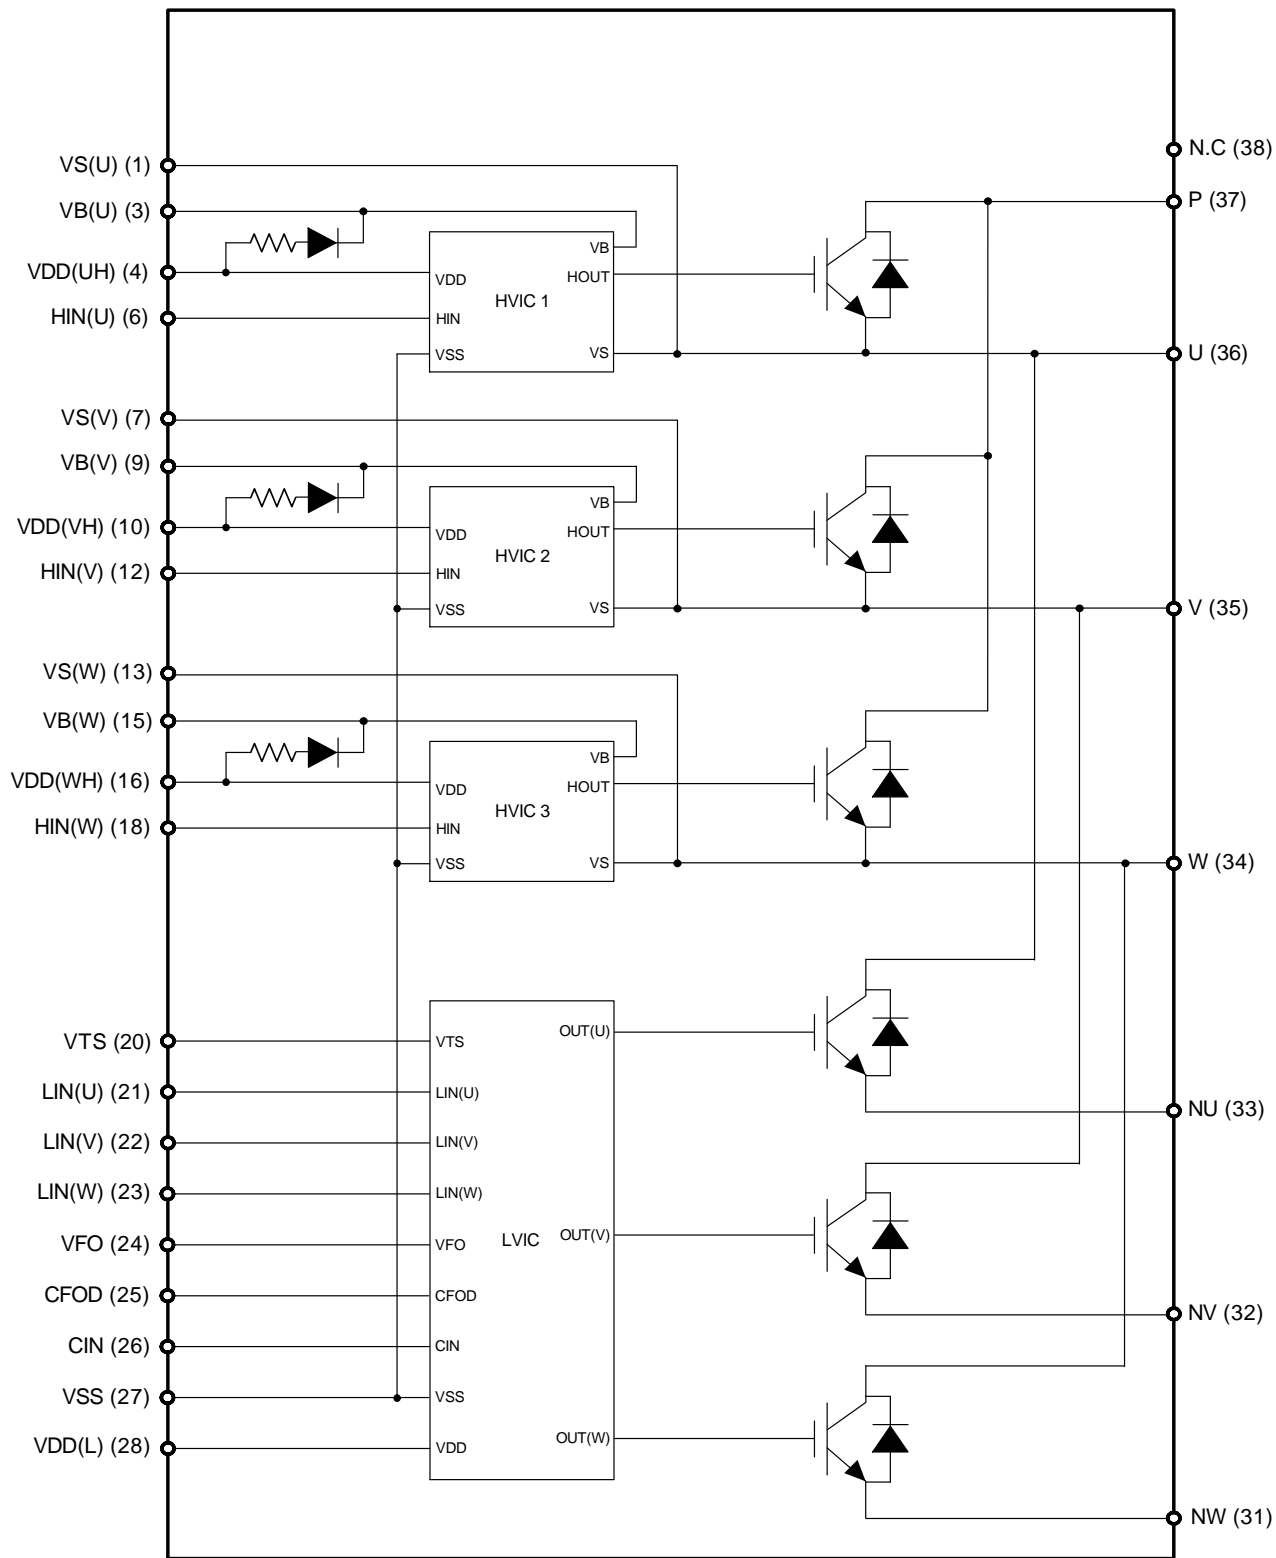 VS(U) (1)
VB(U) (3)
VDD(UH) (4)
HIN(U) (6)
VS(V) (7)
VB(V) (9)
VDD(VH) (10)
HIN(V) (12)
VS(W) (13)
VB(W) (15)
VDD(WH) (16)
HIN(W) (18)
VTS (20)
LIN(U) (21)
LIN(V) (22)
LIN(W) (23)
VFO (24)
CFOD (25)
CIN (26)
VSS (27)
VDD(L) (28)
VB
VDD
HOUT
HVIC 1
HIN
VSS
VS
VB
VDD
HOUT
HVIC 2
HIN
VSS
VS
VB
VDD
HOUT
HVIC 3
HIN
VSS
VS
OUT(U)
VTS
LIN(U)
LIN(V)
LIN(W)
VFO
LVIC
OUT(V)
CFOD
CIN
VSS
OUT(W)
VDD
N.C (38)
P (37)
U (36)
V (35)
W (34)
NU (33)
NV (32)
NW (31)